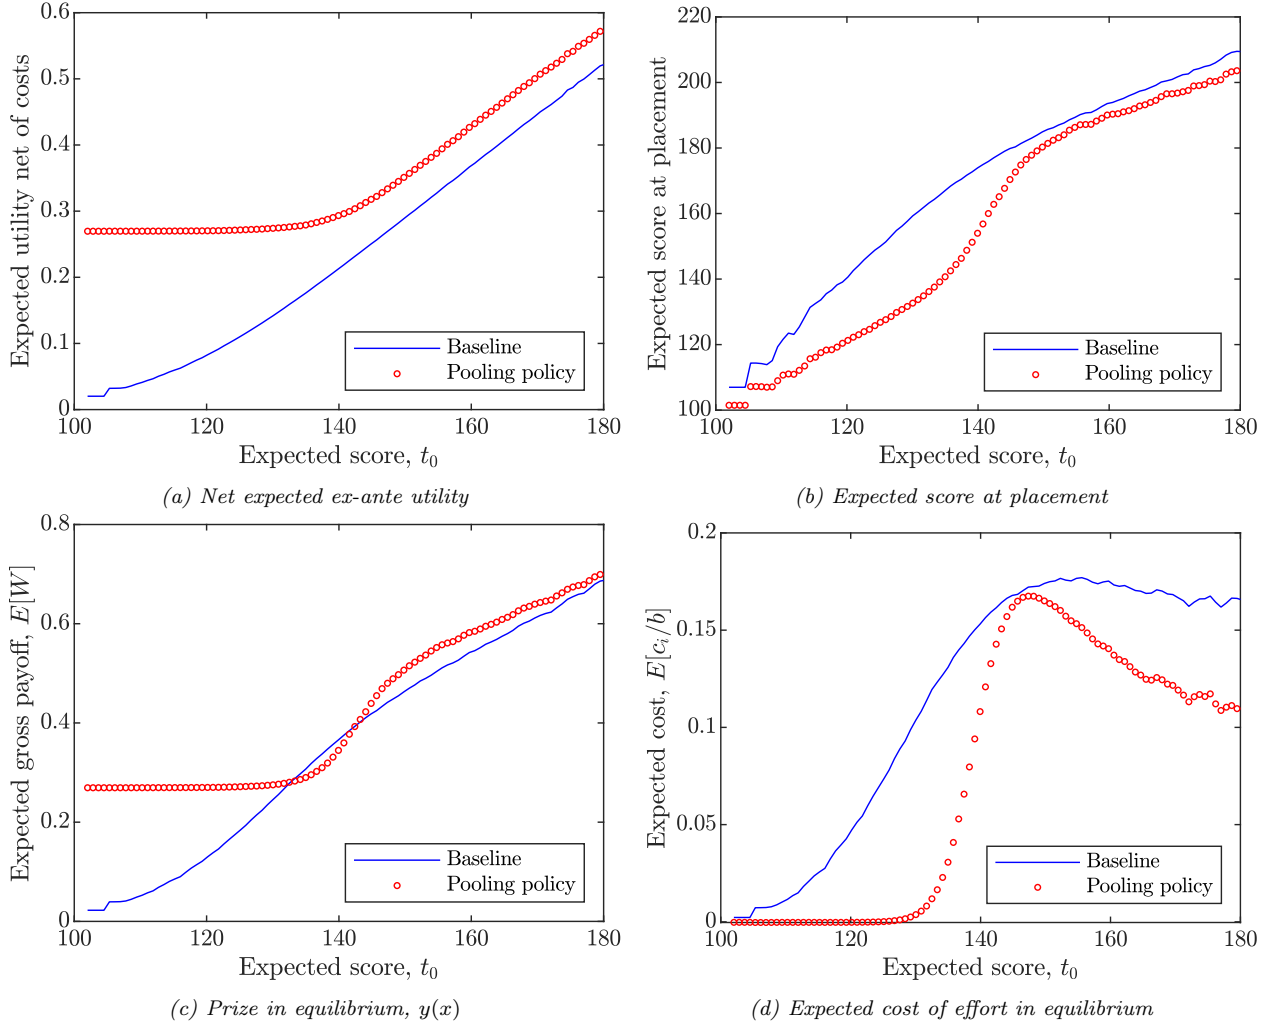 0.6
0.5
0.4
0.3
0.2
0.1
0
100
120
140
160
180
Expected utility net of costs
Expected score, t₀
Baseline
Pooling policy
(a) Net expected ex-ante utility
220
200
180
160
140
120
100
100
120
140
160
180
Expected score at placement
Expected score, t₀
Baseline
Pooling policy
(b) Expected score at placement
0.8
0.6
0.4
0.2
0
100
120
140
160
180
Expected gross payoff, E[W]
Expected score, t₀
Baseline
Pooling policy
(c) Prize in equilibrium, y(x)
0.2
0.15
0.1
0.05
0
100
120
140
160
180
Expected cost, E[cᵢ/b]
Expected score, t₀
Baseline
Pooling policy
(d) Expected cost of effort in equilibrium